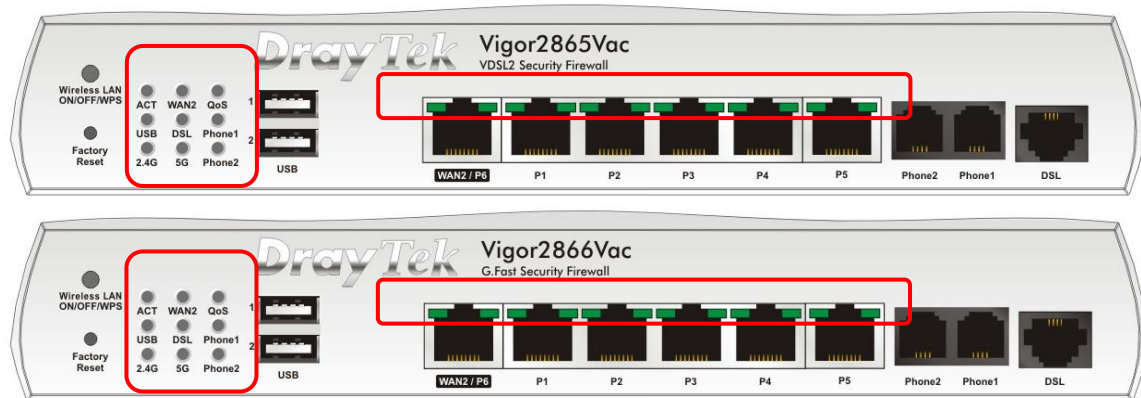 DrayTek
Vigor2865Vac
VDSL2 Security Firewall
Wireless LAN
ON/OFF/WPS
ACT WAN2 QoS
USB DSL Phone1
2.4G 5G Phone2
Factory
Reset
1
2
USB
WAN2 / P6 P1 P2 P3 P4 P5 Phone2 Phone1 DSL
DrayTek
Vigor2866Vac
G.Fast Security Firewall
Wireless LAN
ON/OFF/WPS
ACT WAN2 QoS
USB DSL Phone1
2.4G 5G Phone2
Factory
Reset
1
2
USB
WAN2 / P6 P1 P2 P3 P4 P5 Phone2 Phone1 DSL